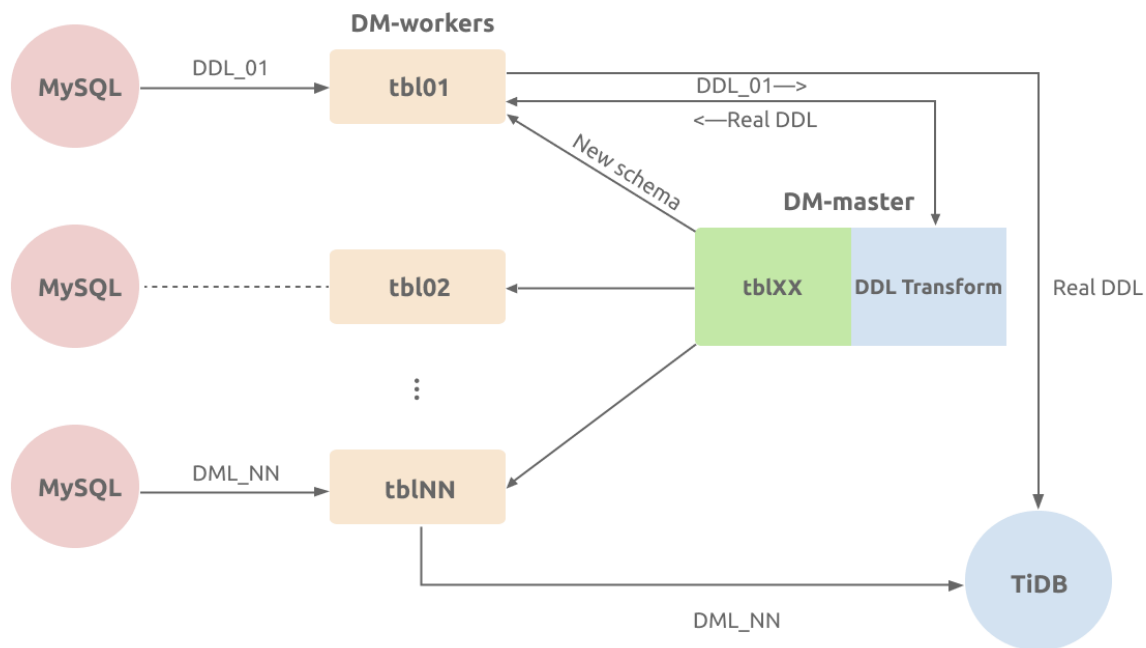 DM-workers
MySQL
DDL_01
tbl01
DDL_01—>
<—Real DDL
New schema
DM-master
MySQL
tbl02
tblXX
DDL Transform
Real DDL
MySQL
DML_NN
tblNN
TiDB
DML_NN